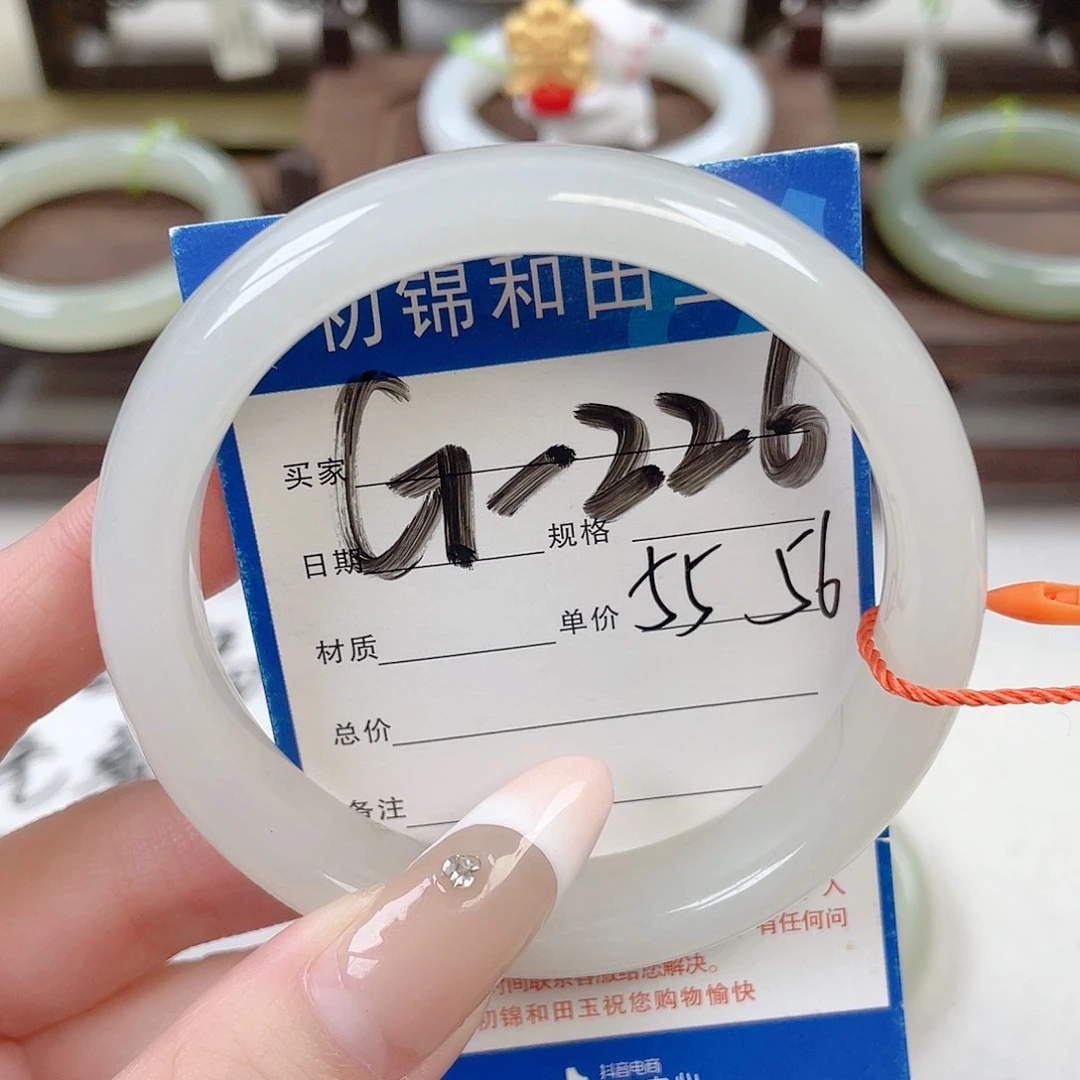 初锦和田玉
买家 G-226
日期 规格
材质 单价 55 56
总价
备注
人
有任何问
时间联系客服给您解决。
初锦和田玉祝您购物愉快
抖音电商